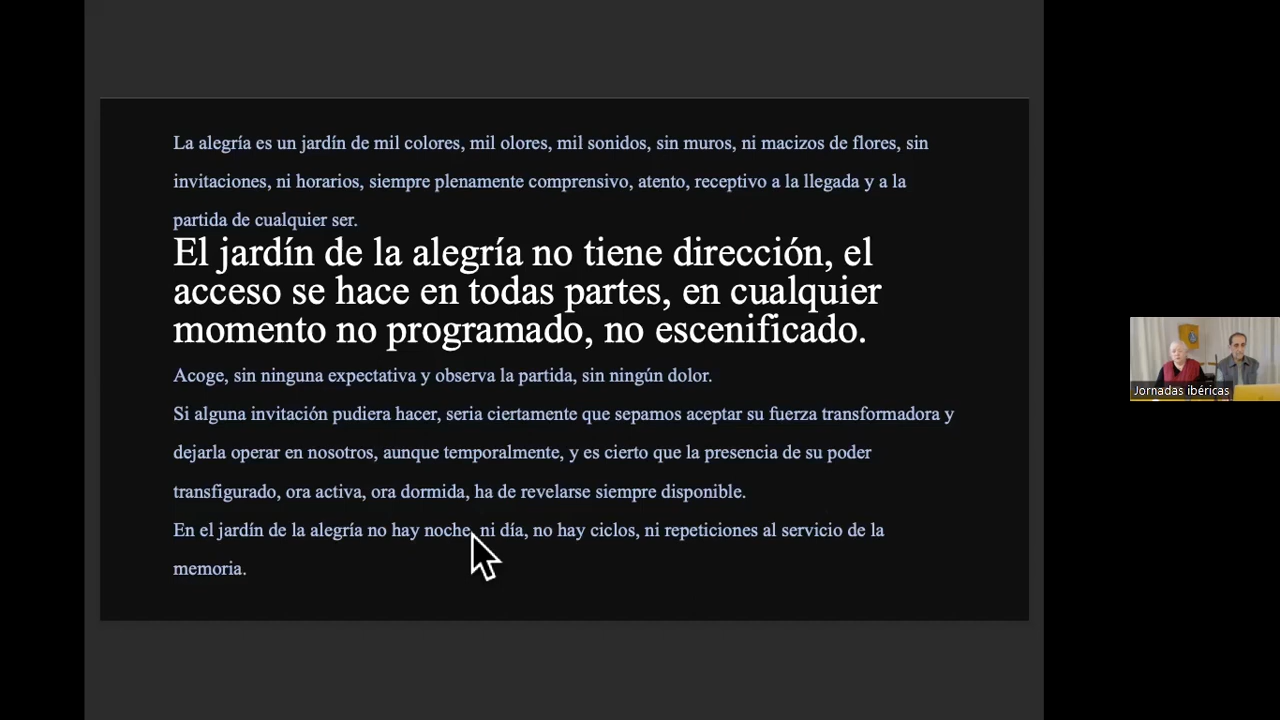 La alegría es un jardín de mil colores, mil olores, mil sonidos, sin muros, ni macizos de flores, sin
invitaciones, ni horarios, siempre plenamente comprensivo, atento, receptivo a la llegada y a la
partida de cualquier ser.
El jardín de la alegría no tiene dirección, el
acceso se hace en todas partes, en cualquier
momento no programado, no escenificado.
Acoge, sin ninguna expectativa y observa la partida, sin ningún dolor.
Si alguna invitación pudiera hacer, seria ciertamente que sepamos aceptar su fuerza transformadora y
dejarla operar en nosotros, aunque temporalmente, y es cierto que la presencia de su poder
transfigurado, ora activa, ora dormida, ha de revelarse siempre disponible.
En el jardín de la alegría no hay noche, ni día, no hay ciclos, ni repeticiones al servicio de la
memoria.
Jornadas ibéricas